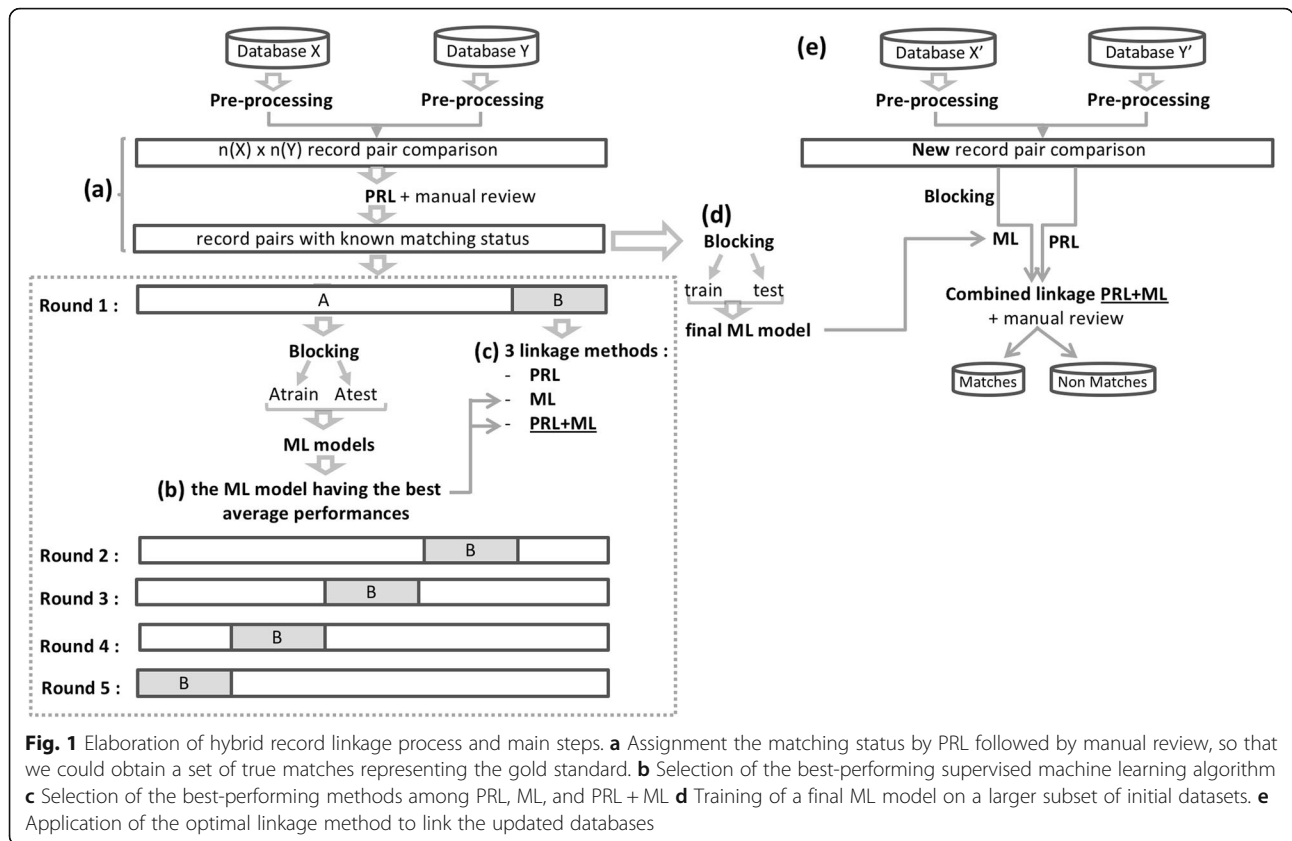 Database X
Database Y
Pre-processing
Pre-processing
(a)
n(X) x n(Y) record pair comparison
PRL + manual review
record pairs with known matching status
Round 1 :
A
B
Blocking
Atrain
Atest
ML models
(b) the ML model having the best
average performances
(c) 3 linkage methods :
- PRL
- ML
- PRL+ML
Round 2 :
B
Round 3 :
B
Round 4 :
B
Round 5 :
B
(d)
Blocking
train
test
final ML model
(e)
Database X'
Database Y'
Pre-processing
Pre-processing
New record pair comparison
Blocking
ML
PRL
Combined linkage PRL+ML
+ manual review
Matches
Non Matches
Fig. 1 Elaboration of hybrid record linkage process and main steps. a Assignment the matching status by PRL followed by manual review, so that
we could obtain a set of true matches representing the gold standard. b Selection of the best-performing supervised machine learning algorithm
c Selection of the best-performing methods among PRL, ML, and PRL + ML d Training of a final ML model on a larger subset of initial datasets. e
Application of the optimal linkage method to link the updated databases